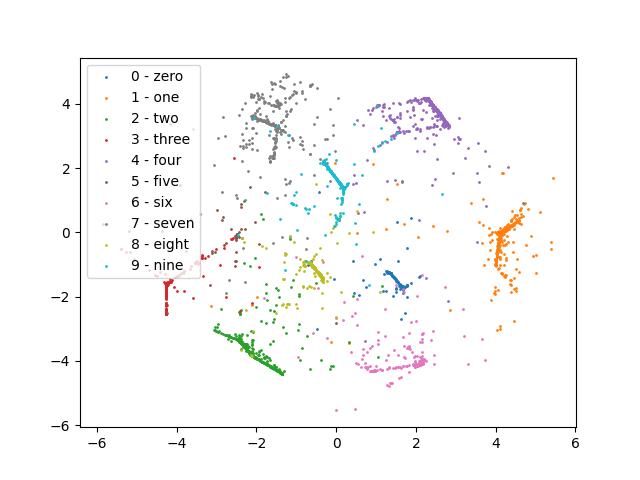 0 - zero
1 - one
2 - two
3 - three
4 - four
5 - five
6 - six
7 - seven
8 - eight
9 - nine
4
2
0
−2
−4
−6
−6
−4
−2
0
2
4
6